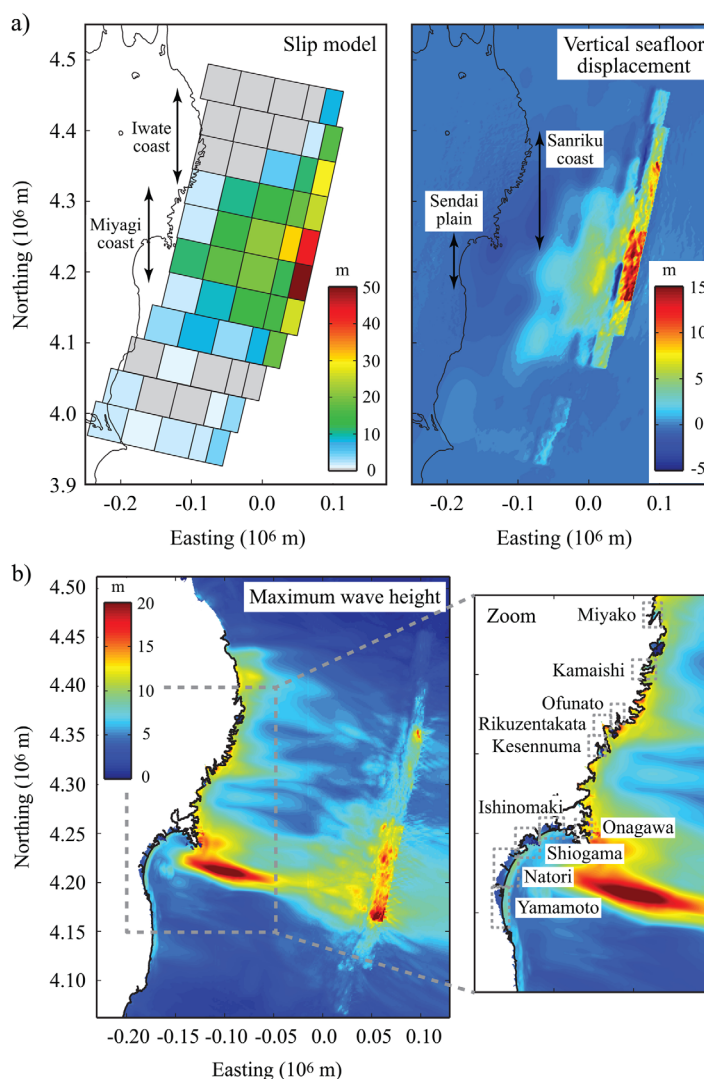 a)
Slip model
Iwate
coast
Miyagi
coast
m
50
40
30
20
10
0
4.5
4.4
4.3
4.2
4.1
4.0
3.9
Northing (10⁶ m)
-0.2
-0.1
0.0
0.1
Easting (10⁶ m)
Vertical seafloor
displacement
Sanriku
coast
Sendai
plain
m
15
10
5
0
-5
-0.2
-0.1
0.0
0.1
Easting (10⁶ m)
b)
Maximum wave height
m
20
15
10
5
0
4.50
4.45
4.40
4.35
4.30
4.25
4.20
4.15
4.10
Northing (10⁶ m)
-0.20
-0.15
-0.10
-0.05
0.0
0.05
0.10
Easting (10⁶ m)
Zoom
Miyako
Kamaishi
Ofunato
Rikuzentakata
Kesennuma
Ishinomaki
Onagawa
Shiogama
Natori
Yamamoto